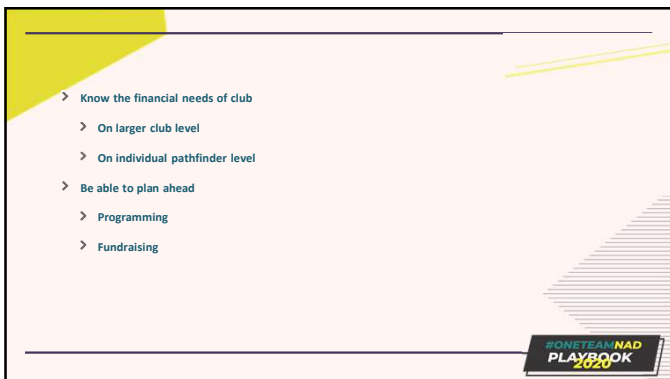 Know the financial needs of club
On larger club level
On individual pathfinder level
Be able to plan ahead
Programming
Fundraising
#ONETEAMNAD
PLAYBOOK
2020